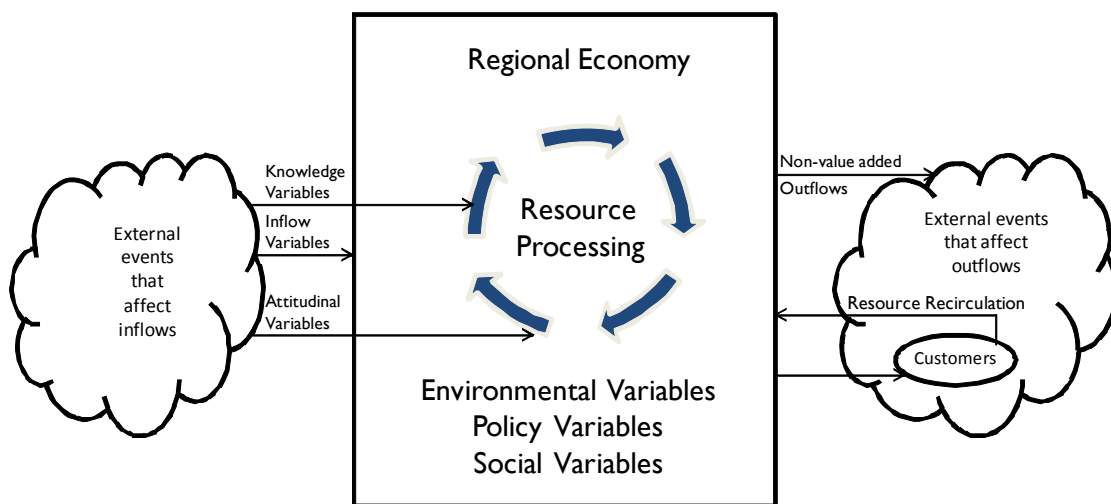 Regional Economy
Knowledge
Variables
Inflow
Variables
Attitudinal
Variables
External
events
that
affect
inflows
Resource
Processing
Environmental Variables
Policy Variables
Social Variables
Non-value added
Outflows
External events
that affect
outflows
Resource Recirculation
Customers